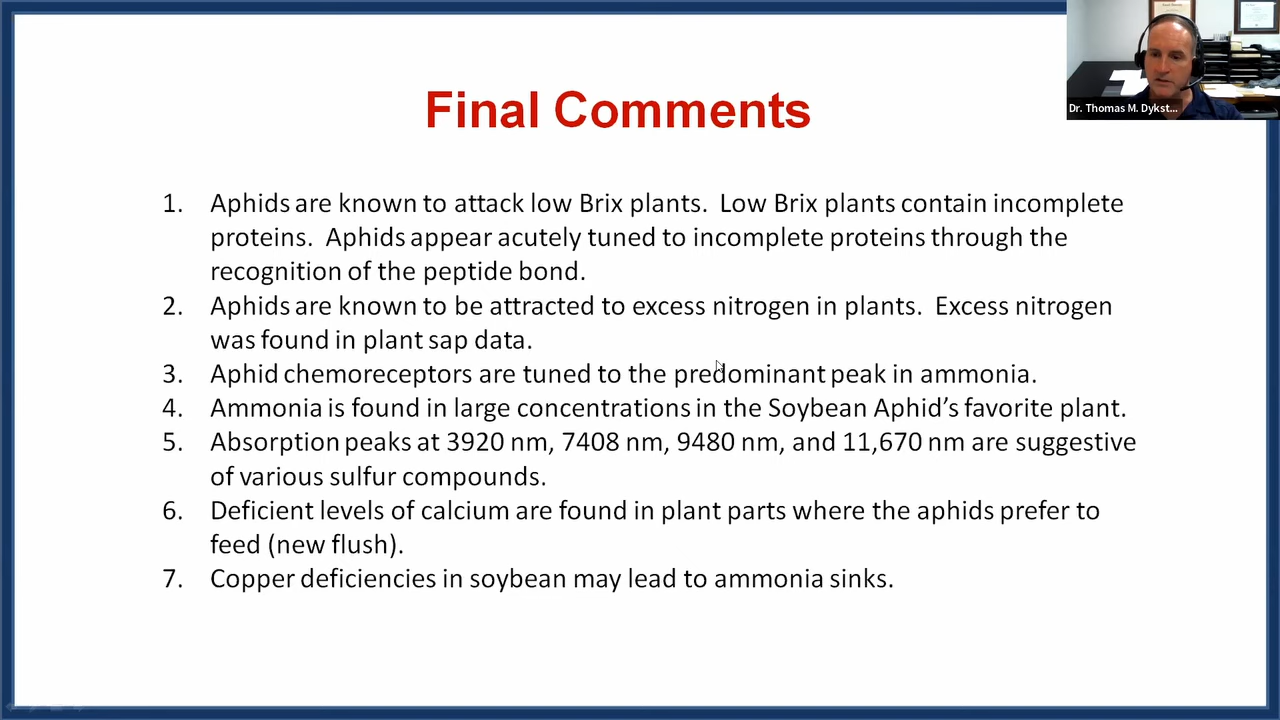 Dr. Thomas M. Dykst...
Final Comments
1. Aphids are known to attack low Brix plants. Low Brix plants contain incomplete
proteins. Aphids appear acutely tuned to incomplete proteins through the
recognition of the peptide bond.
2. Aphids are known to be attracted to excess nitrogen in plants. Excess nitrogen
was found in plant sap data.
3. Aphid chemoreceptors are tuned to the predominant peak in ammonia.
4. Ammonia is found in large concentrations in the Soybean Aphid's favorite plant.
5. Absorption peaks at 3920 nm, 7408 nm, 9480 nm, and 11,670 nm are suggestive
of various sulfur compounds.
6. Deficient levels of calcium are found in plant parts where the aphids prefer to
feed (new flush).
7. Copper deficiencies in soybean may lead to ammonia sinks.